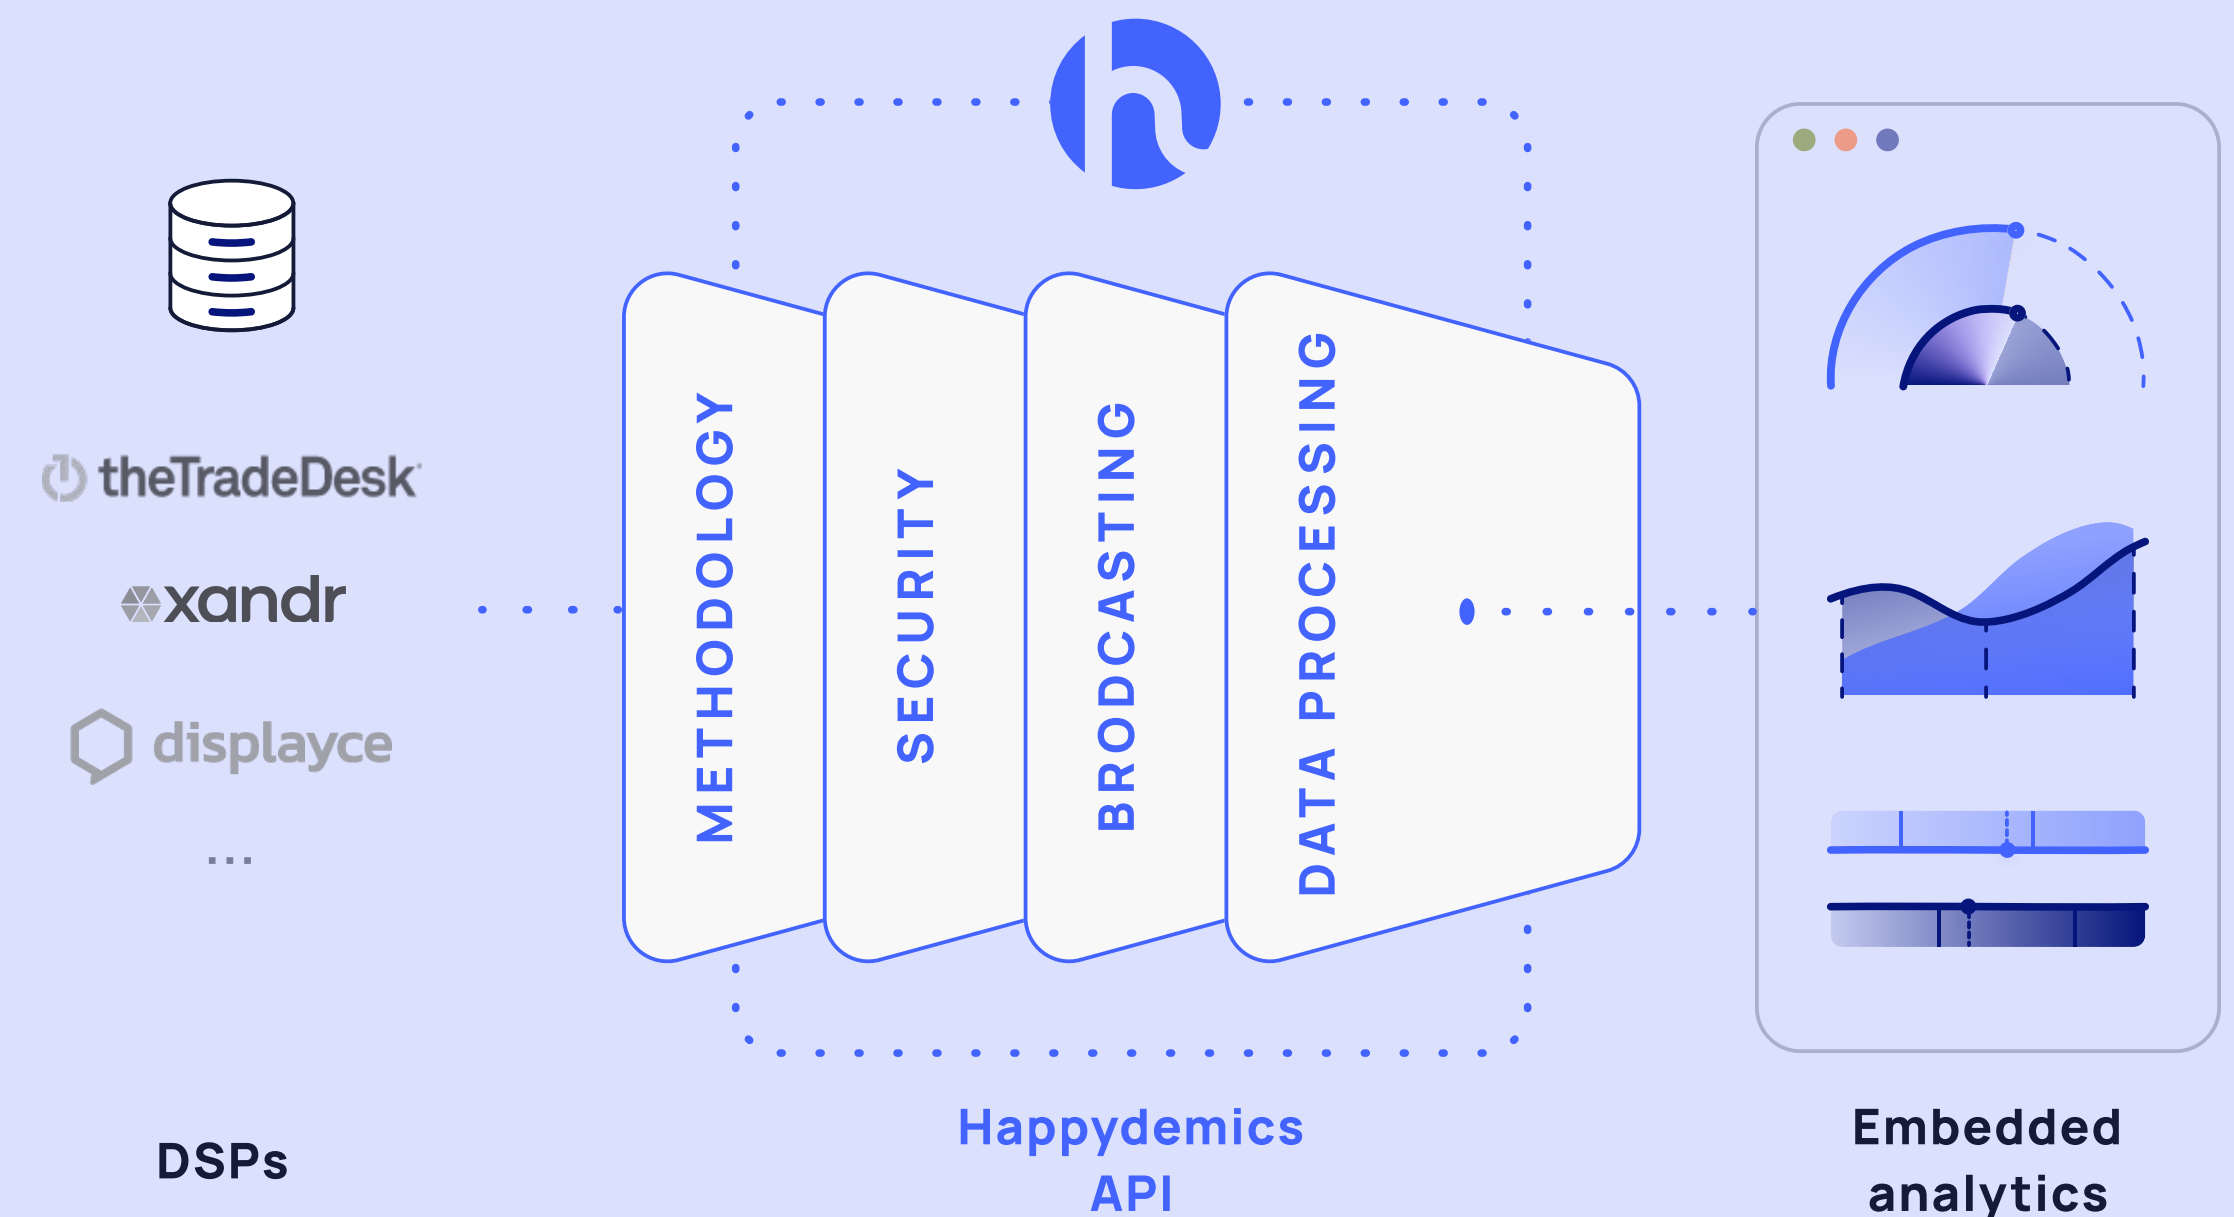 theTradeDesk
xandr
displayce
...
DSPs
METHODOLOGY
SECURITY
BRODCASTING
DATA PROCESSING
Happydemics
API
Embedded
analytics